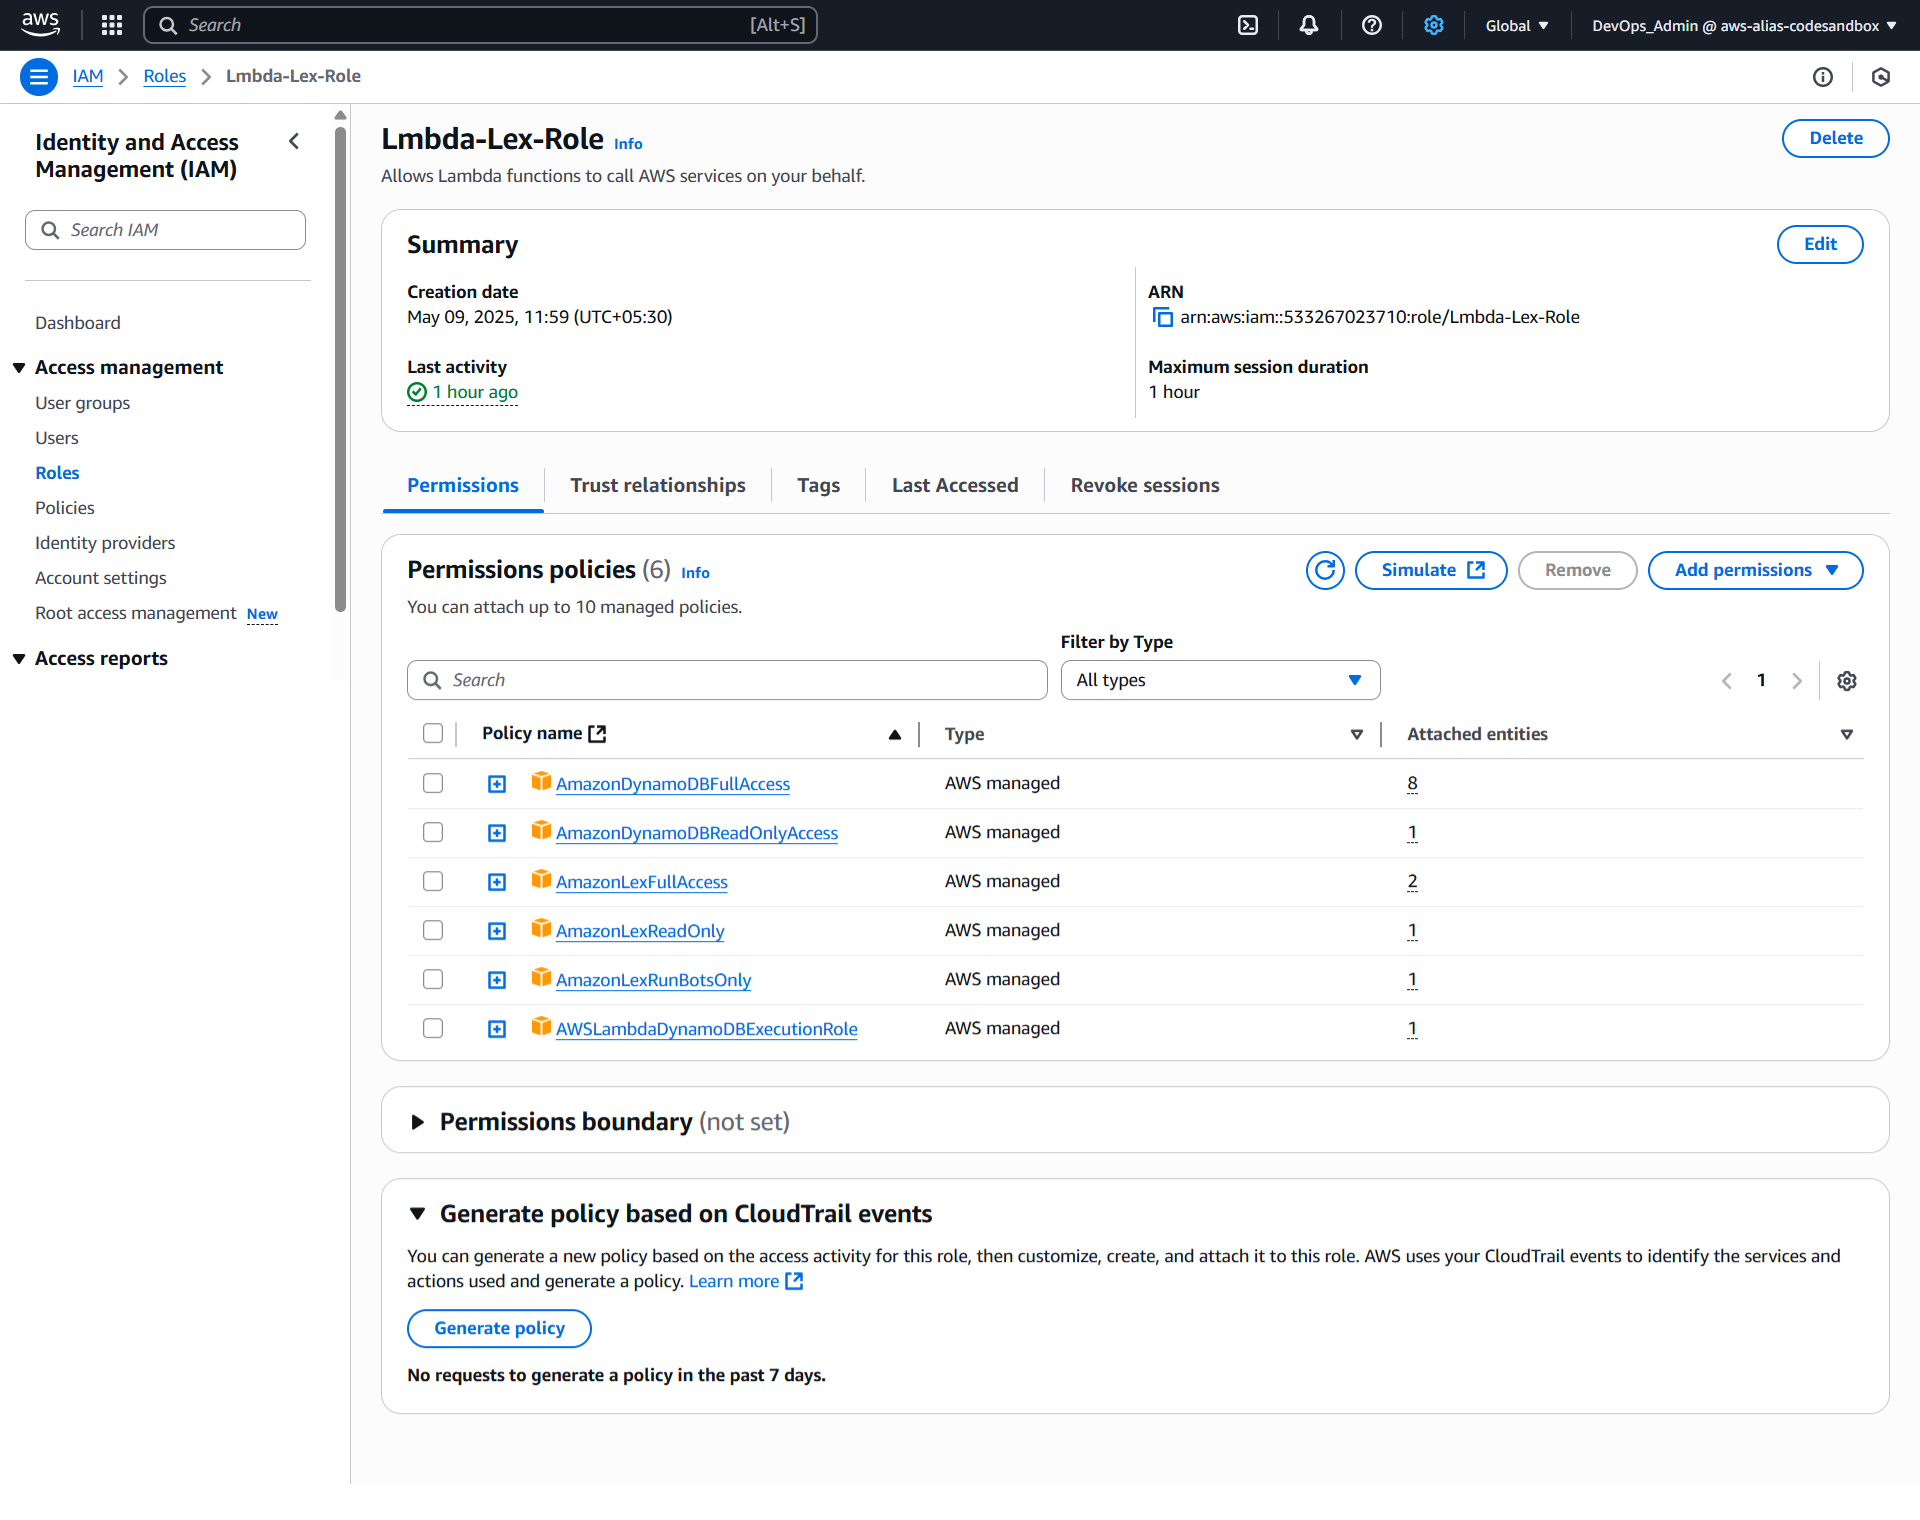 aws
Search
[Alt+S]
Global
DevOps_Admin @ aws-alias-codesandbox
IAM
Roles
Lmbda-Lex-Role
Identity and Access
Management (IAM)
Search IAM
Dashboard
Access management
User groups
Users
Roles
Policies
Identity providers
Account settings
Root access management New
Access reports
Lmbda-Lex-Role Info
Delete
Allows Lambda functions to call AWS services on your behalf.
Summary
Edit
Creation date
May 09, 2025, 11:59 (UTC+05:30)
ARN
arn:aws:iam::533267023710:role/Lmbda-Lex-Role
Last activity
1 hour ago
Maximum session duration
1 hour
Permissions
Trust relationships
Tags
Last Accessed
Revoke sessions
Permissions policies (6) Info
Simulate
Remove
Add permissions
You can attach up to 10 managed policies.
Filter by Type
Search
All types
1
Policy name
Type
Attached entities
AmazonDynamoDBFullAccess AWS managed 8
AmazonDynamoDBReadOnlyAccess AWS managed 1
AmazonLexFullAccess AWS managed 2
AmazonLexReadOnly AWS managed 1
AmazonLexRunBotsOnly AWS managed 1
AWSLambdaDynamoDBExecutionRole AWS managed 1
Permissions boundary (not set)
Generate policy based on CloudTrail events
You can generate a new policy based on the access activity for this role, then customize, create, and attach it to this role. AWS uses your CloudTrail events to identify the services and
actions used and generate a policy. Learn more
Generate policy
No requests to generate a policy in the past 7 days.